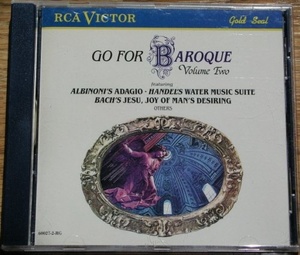 RCA VICTOR
Gold Seal
GO FOR BAROQUE
Volume Two
featuring
ALBINONI'S ADAGIO · HANDEL'S WATER MUSIC SUITE
BACH'S JESU, JOY OF MAN'S DESIRING
OTHERS